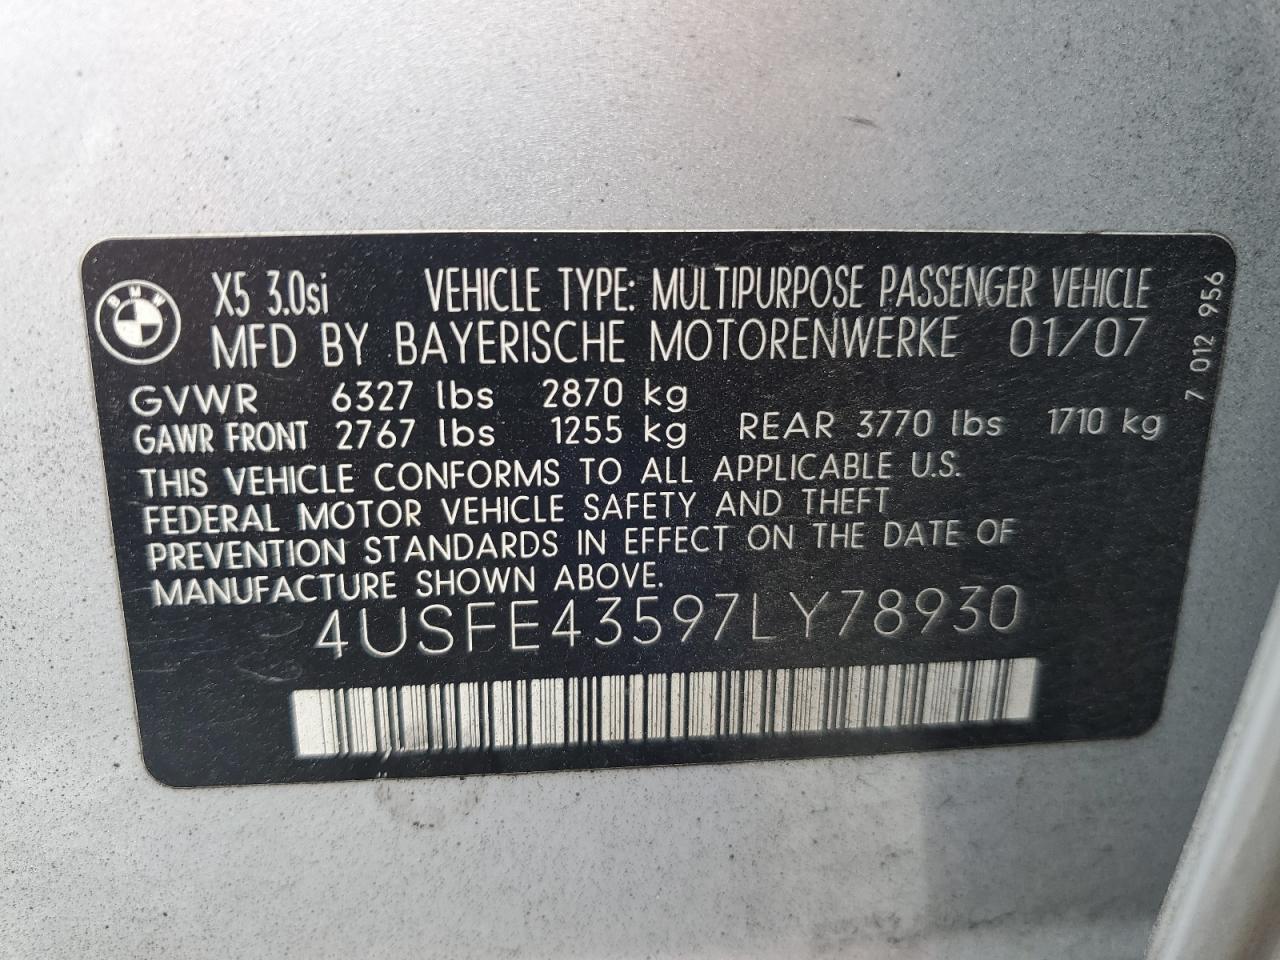 BMW
X5 3.0si VEHICLE TYPE: MULTIPURPOSE PASSENGER VEHICLE
MFD BY BAYERISCHE MOTORENWERKE 01/07
GVWR 6327 lbs 2870 kg
GAWR FRONT 2767 lbs 1255 kg REAR 3770 lbs 1710 kg
THIS VEHICLE CONFORMS TO ALL APPLICABLE U.S.
FEDERAL MOTOR VEHICLE SAFETY AND THEFT
PREVENTION STANDARDS IN EFFECT ON THE DATE OF
MANUFACTURE SHOWN ABOVE.
4USFE43597LY78930
7 012 956